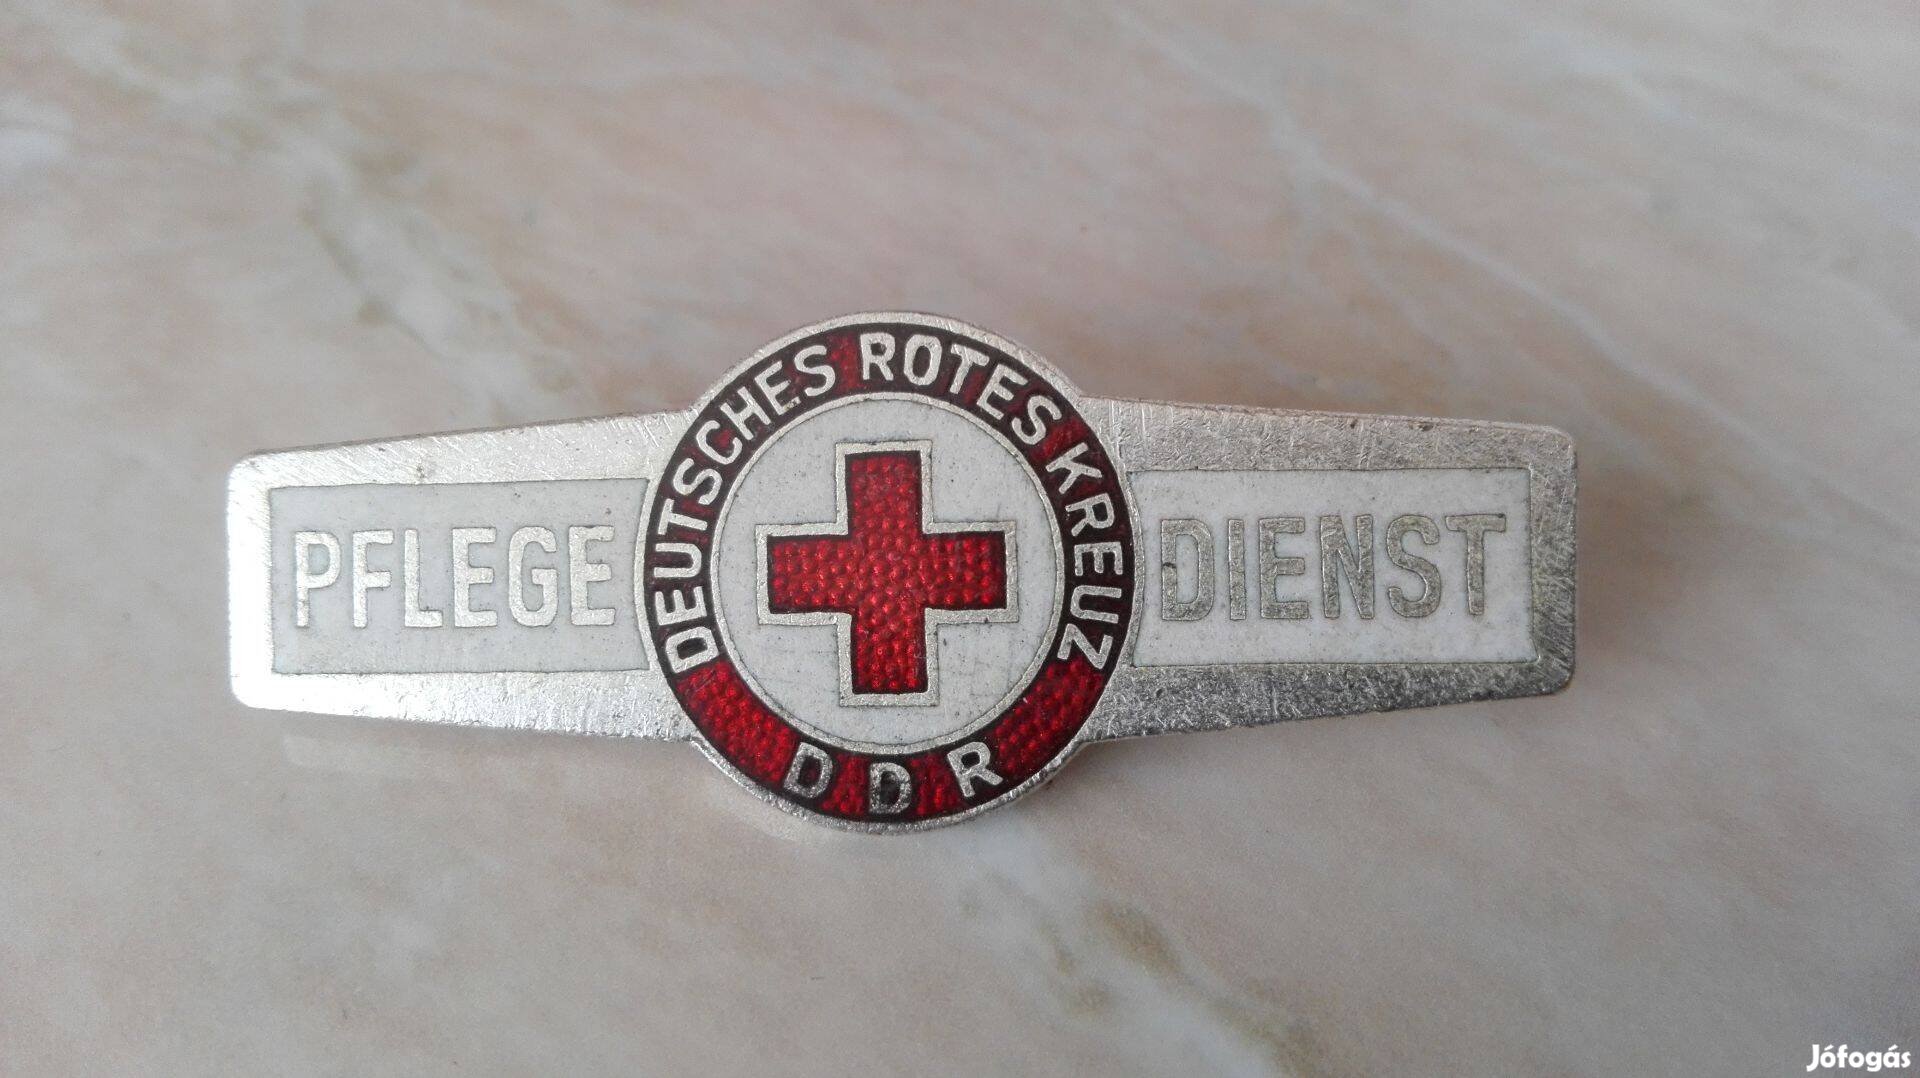 DEUTSCHES ROTES KREUZ
PFLEGE DIENST
DDR
Jófogás